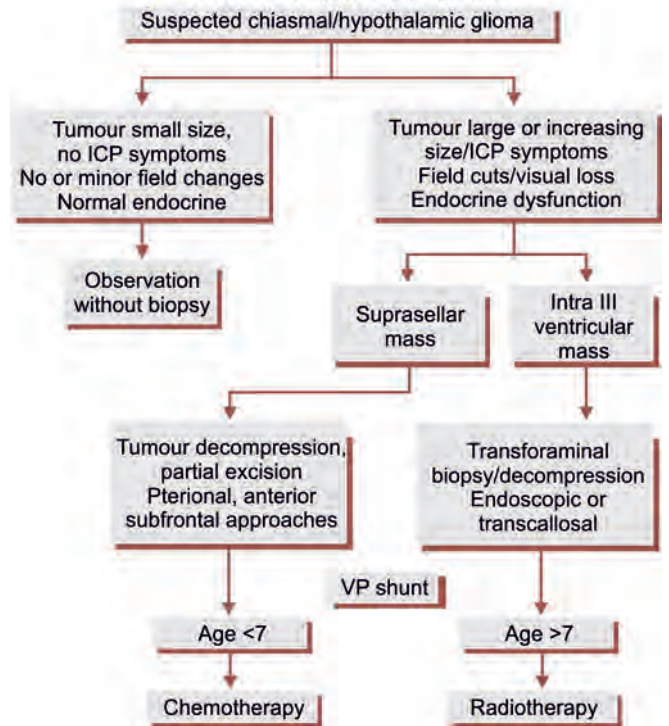 Suspected chiasmal/hypothalamic glioma
Tumour small size,
no ICP symptoms
No or minor field changes
Normal endocrine
Tumour large or increasing
size/ICP symptoms
Field cuts/visual loss
Endocrine dysfunction
Observation
without biopsy
Suprasellar
mass
Intra III
ventricular
mass
Tumour decompression,
partial excision
Pterional, anterior
subfrontal approaches
Transforaminal
biopsy/decompression
Endoscopic or
transcallosal
VP shunt
Age <7
Age >7
Chemotherapy
Radiotherapy